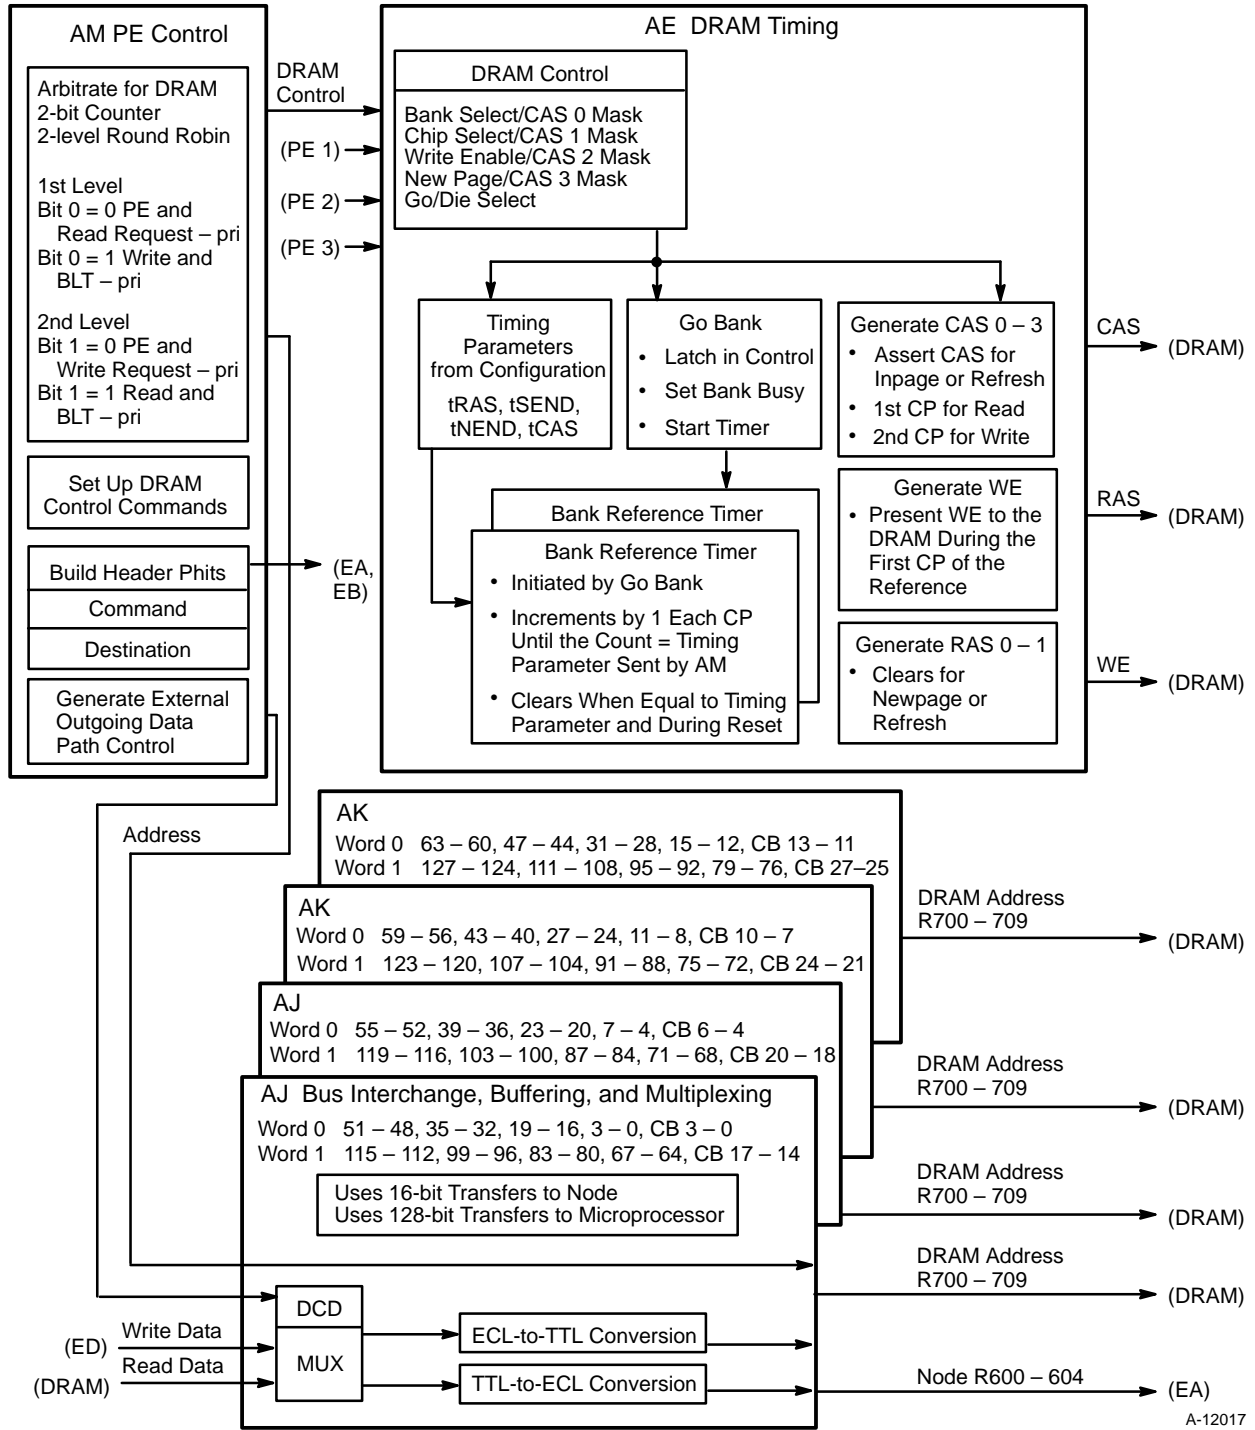 AM PE Control
Arbitrate for DRAM
2-bit Counter
2-level Round Robin
1st Level
Bit 0 = 0 PE and
Read Request – pri
Bit 0 = 1 Write and
BLT – pri
2nd Level
Bit 1 = 0 PE and
Write Request – pri
Bit 1 = 1 Read and
BLT – pri
Set Up DRAM
Control Commands
Build Header Phits
Command
Destination
Generate External
Outgoing Data
Path Control
DRAM
Control
(PE 1)
(PE 2)
(PE 3)
(EA,
EB)
AE DRAM Timing
DRAM Control
Bank Select/CAS 0 Mask
Chip Select/CAS 1 Mask
Write Enable/CAS 2 Mask
New Page/CAS 3 Mask
Go/Die Select
Timing
Parameters
from Configuration
tRAS, tSEND,
tNEND, tCAS
Go Bank
• Latch in Control
• Set Bank Busy
• Start Timer
Generate CAS 0 – 3
• Assert CAS for
Inpage or Refresh
• 1st CP for Read
• 2nd CP for Write
Generate WE
• Present WE to the
DRAM During the
First CP of the
Reference
Generate RAS 0 – 1
• Clears for
Newpage or
Refresh
Bank Reference Timer
Bank Reference Timer
• Initiated by Go Bank
• Increments by 1 Each CP
Until the Count = Timing
Parameter Sent by AM
• Clears When Equal to Timing
Parameter and During Reset
CAS
(DRAM)
RAS
(DRAM)
WE
(DRAM)
Address
AK
Word 0 63 – 60, 47 – 44, 31 – 28, 15 – 12, CB 13 – 11
Word 1 127 – 124, 111 – 108, 95 – 92, 79 – 76, CB 27–25
AK
Word 0 59 – 56, 43 – 40, 27 – 24, 11 – 8, CB 10 – 7
Word 1 123 – 120, 107 – 104, 91 – 88, 75 – 72, CB 24 – 21
AJ
Word 0 55 – 52, 39 – 36, 23 – 20, 7 – 4, CB 6 – 4
Word 1 119 – 116, 103 – 100, 87 – 84, 71 – 68, CB 20 – 18
AJ Bus Interchange, Buffering, and Multiplexing
Word 0 51 – 48, 35 – 32, 19 – 16, 3 – 0, CB 3 – 0
Word 1 115 – 112, 99 – 96, 83 – 80, 67 – 64, CB 17 – 14
Uses 16-bit Transfers to Node
Uses 128-bit Transfers to Microprocessor
DCD
MUX
ECL-to-TTL Conversion
TTL-to-ECL Conversion
(ED)
Write Data
Read Data
(DRAM)
DRAM Address
R700 – 709
(DRAM)
DRAM Address
R700 – 709
(DRAM)
DRAM Address
R700 – 709
(DRAM)
DRAM Address
R700 – 709
(DRAM)
Node R600 – 604
(EA)
A-12017